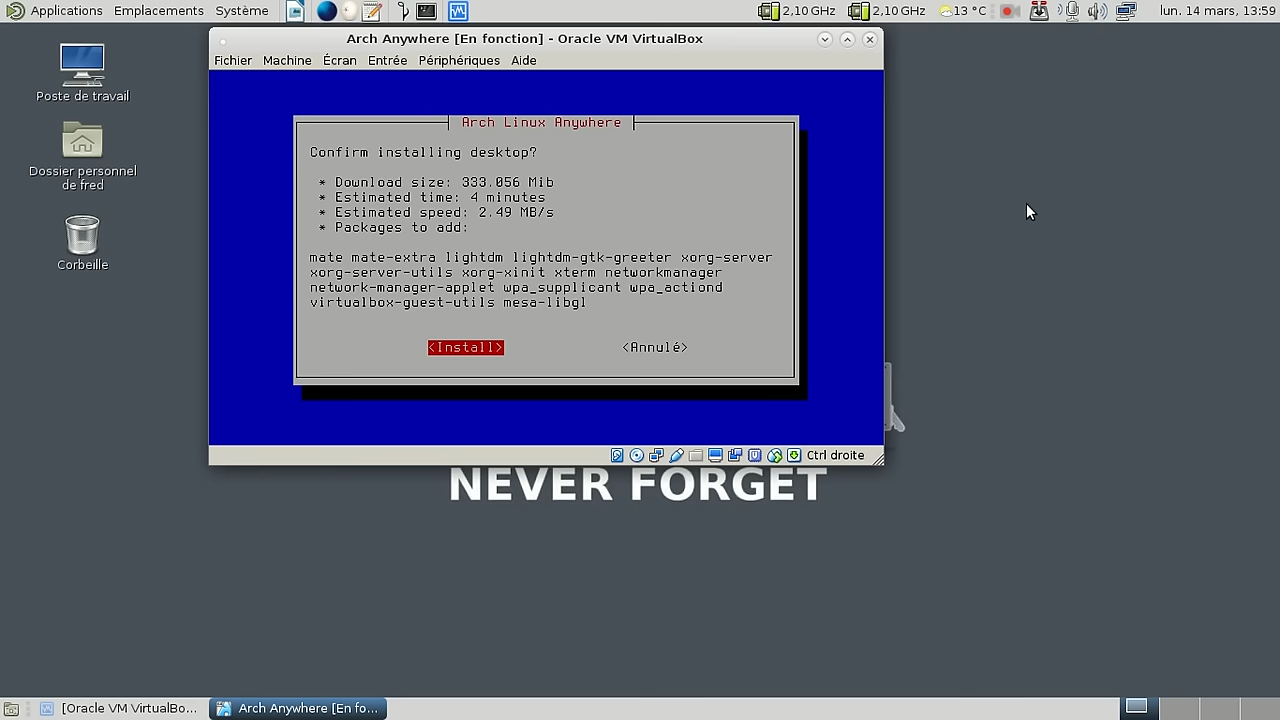 Applications Emplacements Système 2,10 GHz 2,10 GHz 13 °C lun. 14 mars, 13:59
Arch Anywhere [En fonction] - Oracle VM VirtualBox
Fichier Machine Écran Entrée Périphériques Aide
Poste de travail
Dossier personnel
de fred
Corbeille
Arch Linux Anywhere
Confirm installing desktop?
* Download size: 333.056 Mib
* Estimated time: 4 minutes
* Estimated speed: 2.49 MB/s
* Packages to add:
mate mate-extra lightdm lightdm-gtk-greeter xorg-server
xorg-server-utils xorg-xinit xterm networkmanager
network-manager-applet wpa_supplicant wpa_actiond
virtualbox-guest-utils mesa-libgl
<Install> <Annulé>
Ctrl droite
NEVER FORGET
[Oracle VM VirtualBo... Arch Anywhere [En fo...